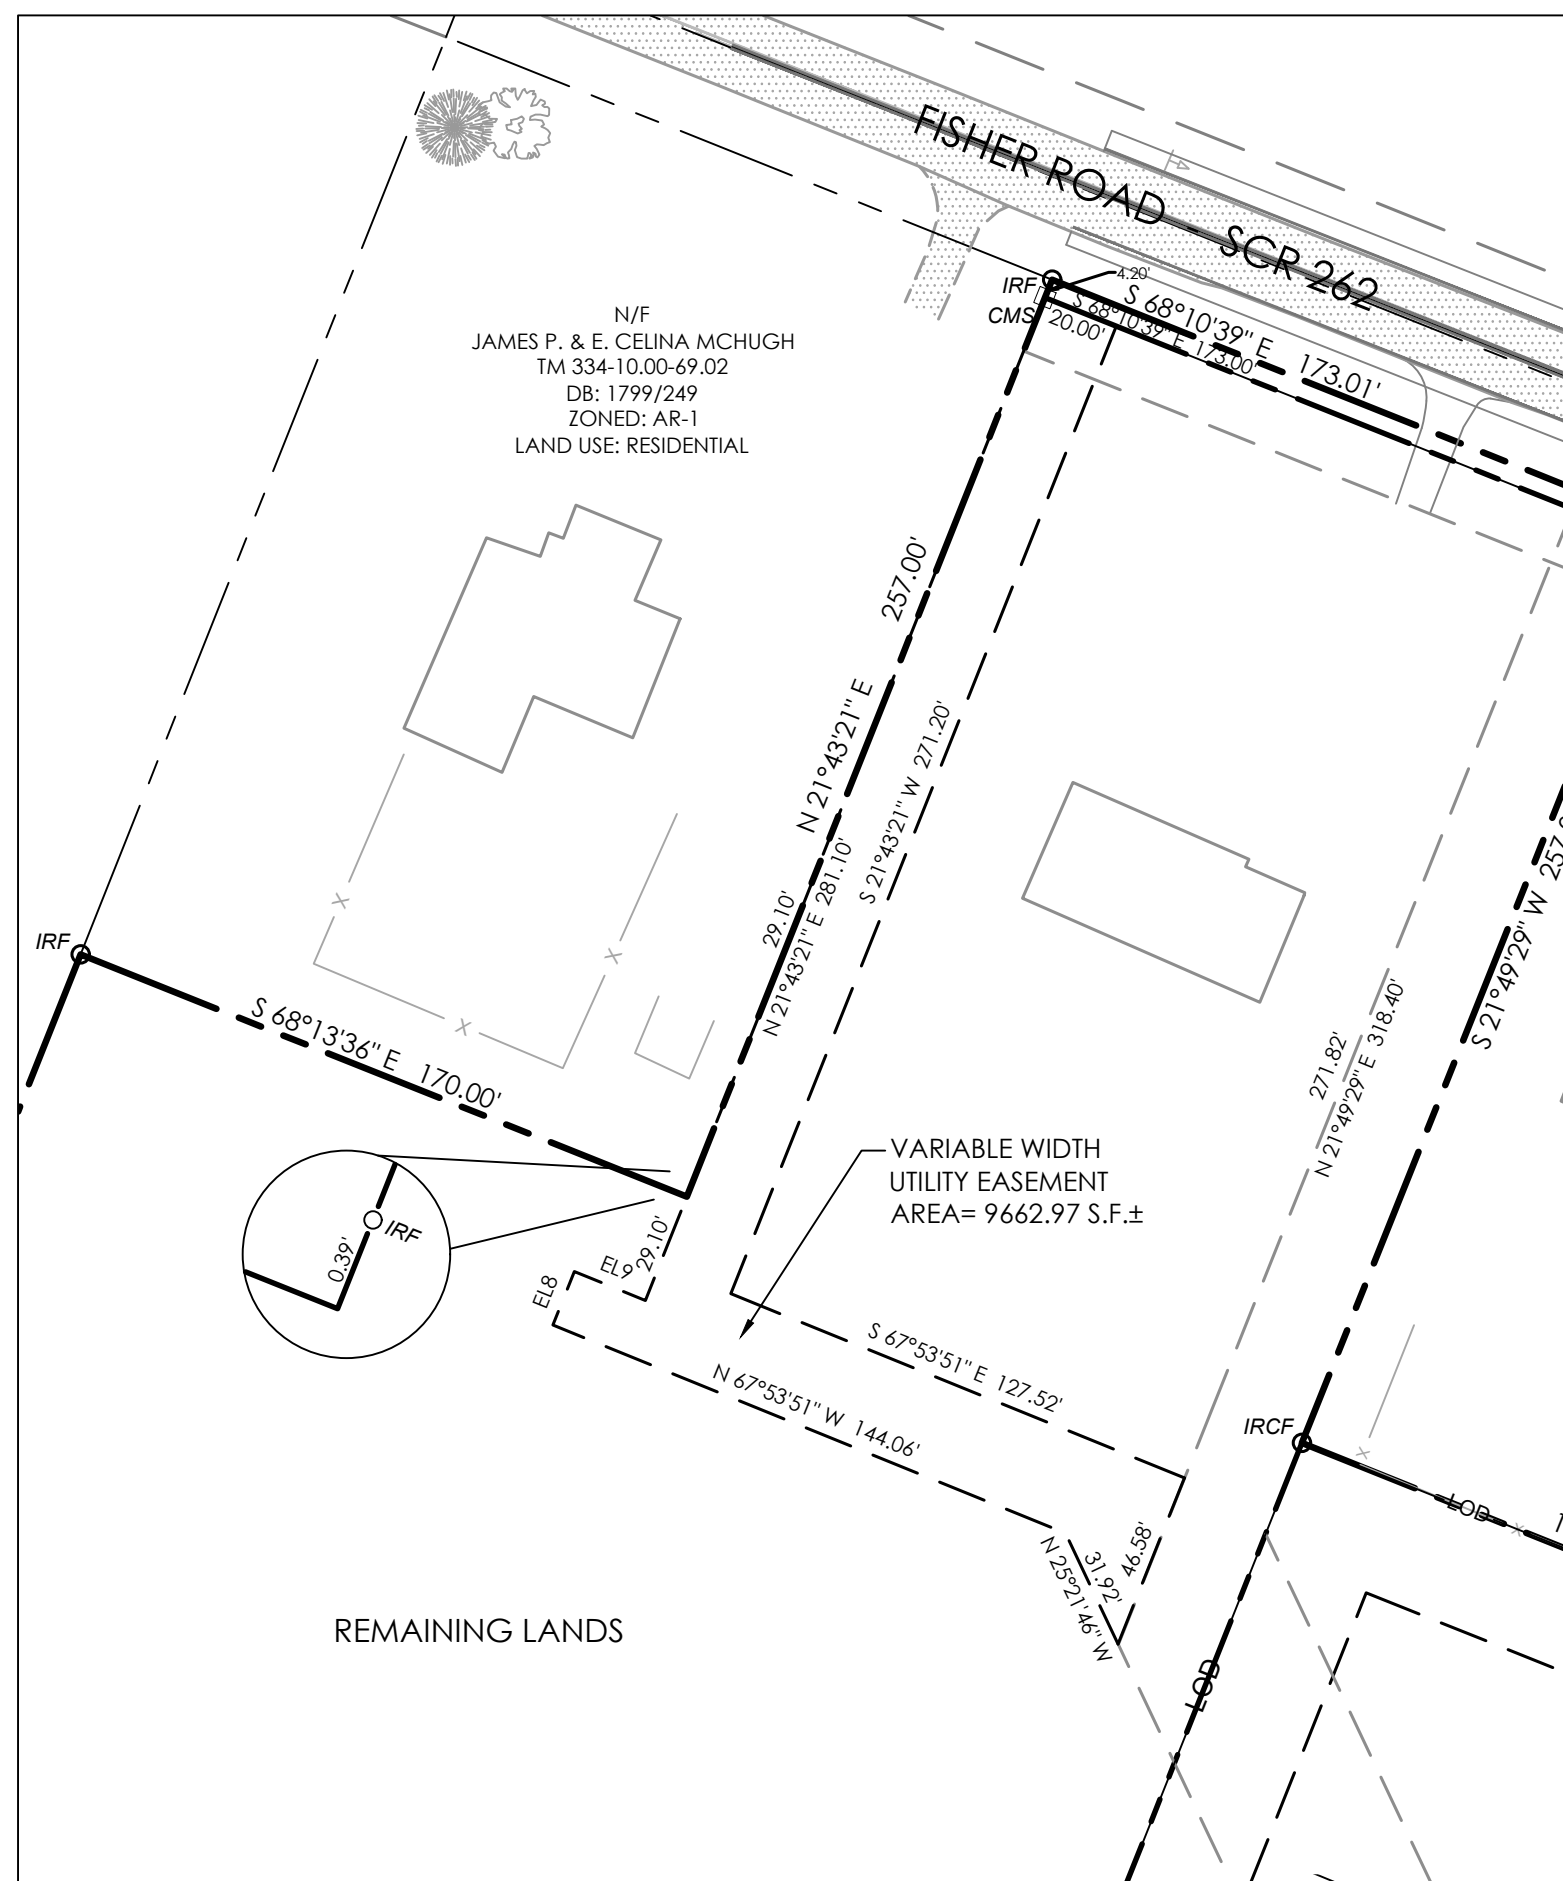 FISHER ROAD - SCR 262
IRF
4.20'
CMS
20.00'
S 68°10'39" E 173.01'
S 68°10'39" E 173.00'
N/F
JAMES P. & E. CELINA MCHUGH
TM 334-10.00-69.02
DB: 1799/249
ZONED: AR-1
LAND USE: RESIDENTIAL
N 21°43'21" E 257.00'
S 21°43'21" W 271.20'
29.10'
N 21°43'21" E 281.10'
X
X
X
IRF
S 68°13'36" E 170.00'
271.82'
N 21°49'29" E 318.40'
S 21°49'29" W 257.
VARIABLE WIDTH
UTILITY EASEMENT
AREA= 9662.97 S.F.±
IRF
0.39'
EL8
EL9
29.10'
S 67°53'51" E 127.52'
N 67°53'51" W 144.06'
IRCF
X
LOD
X
1
46.58'
31.92'
N 25°21'46" W
REMAINING LANDS
LOD